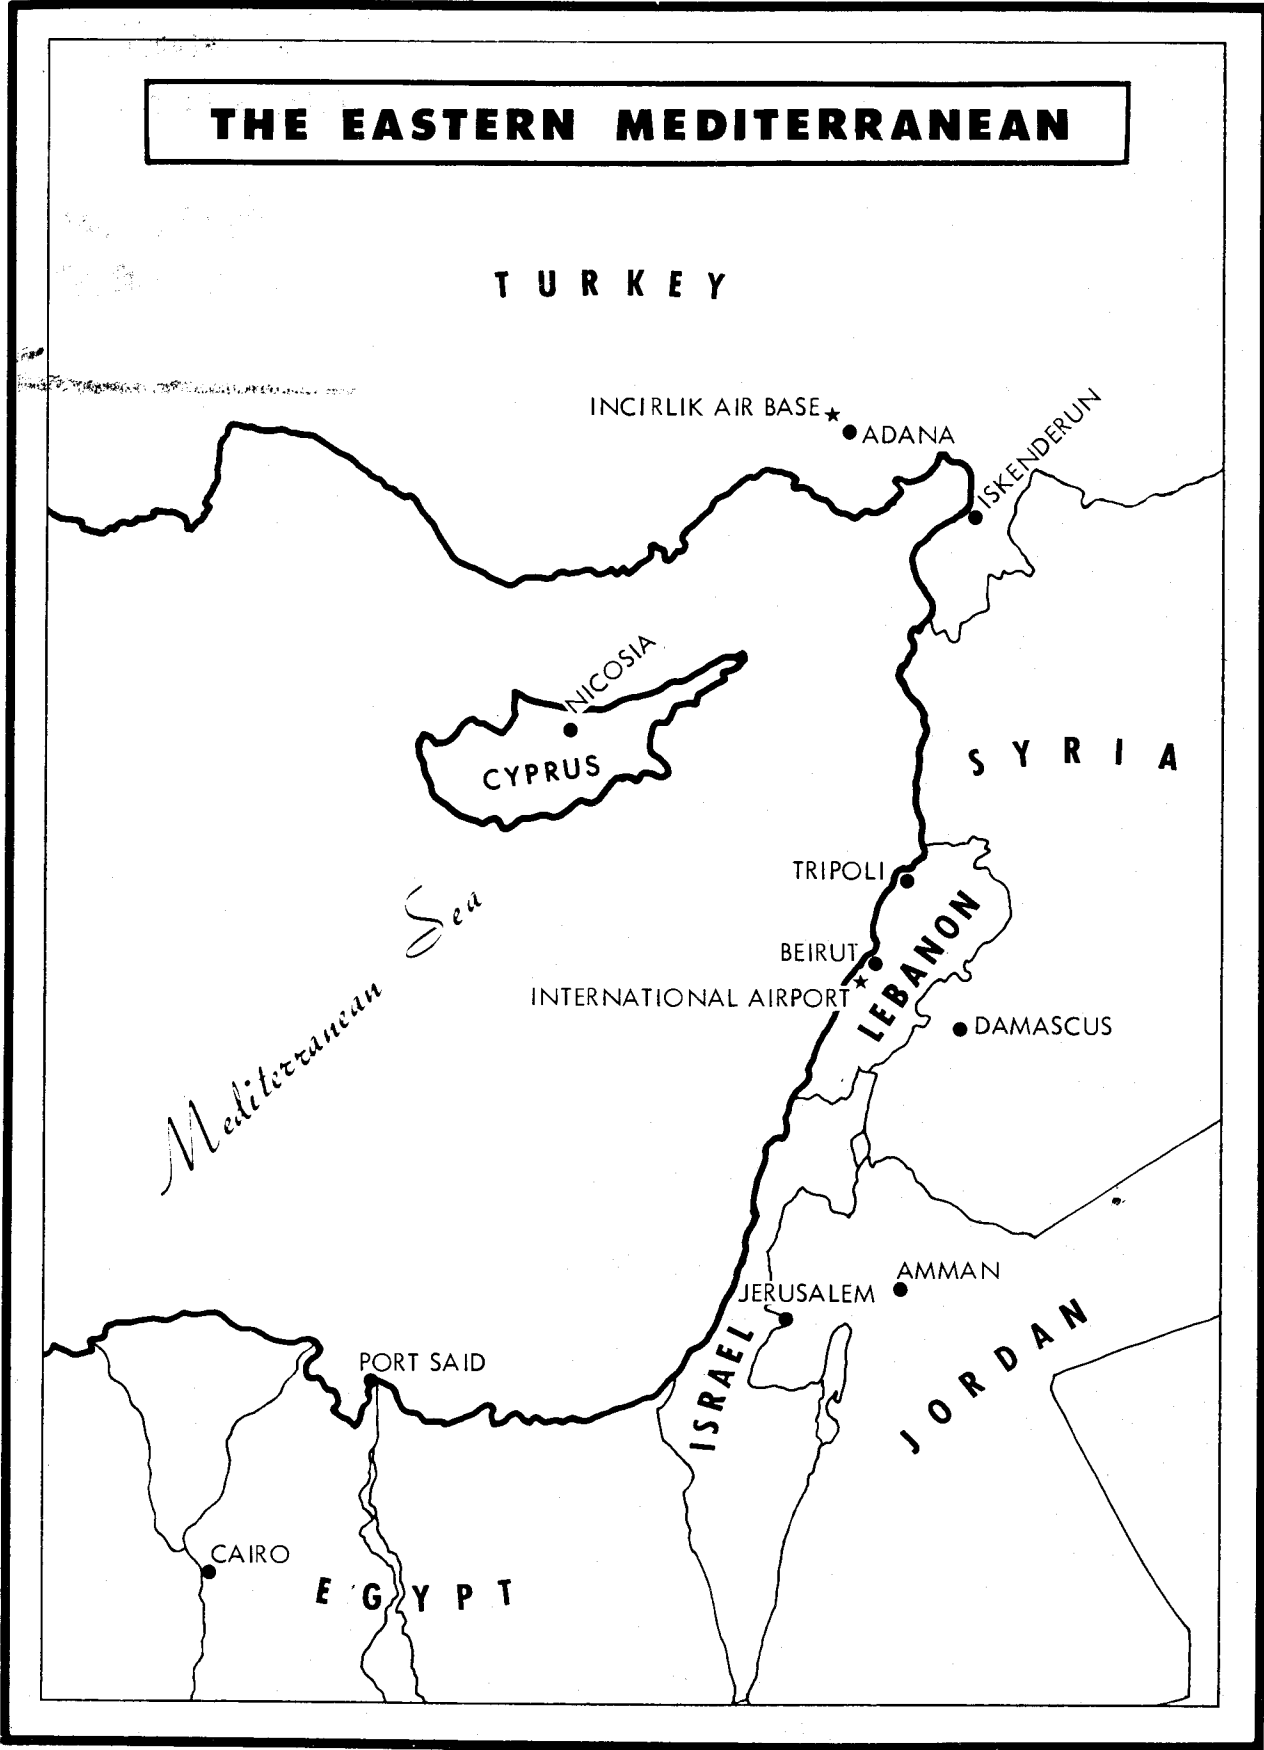 THE EASTERN MEDITERRANEAN
TURKEY
INCIRLIK AIR BASE
ADANA
ISKENDERUN
NICOSIA
CYPRUS
SYRIA
TRIPOLI
LEBANON
BEIRUT
INTERNATIONAL AIRPORT
DAMASCUS
Mediterranean Sea
AMMAN
JERUSALEM
ISRAEL
JORDAN
PORT SAID
CAIRO
EGYPT